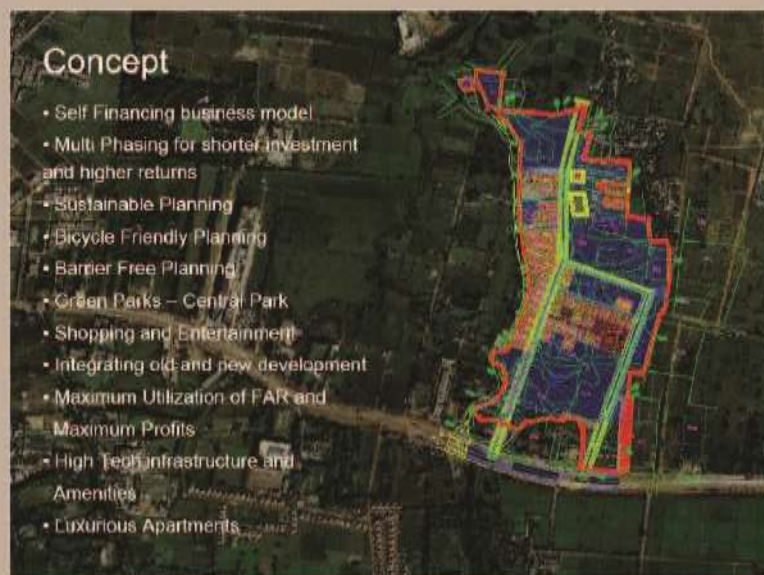 Concept
• Self Financing business model
• Multi Phasing for shorter investment
and higher returns
• Sustainable Planning
• Bicycle Friendly Planning
• Barrier Free Planning
• Green Parks – Central Park
• Shopping and Entertainment
• Integrating old and new development
• Maximum Utilization of FAR and
Maximum Profits
• High Tech infrastructure and
Amenities
• Luxurious Apartments